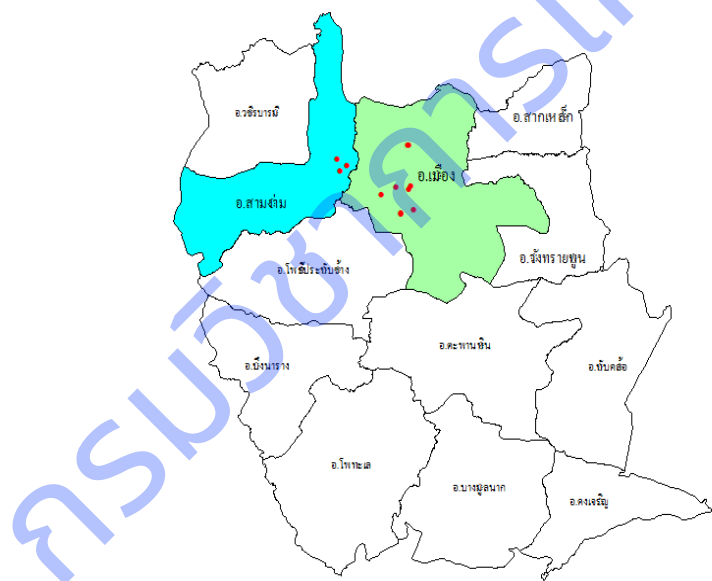 อ.วชิรบารมี
อ.สากเหล็ก
อ.เมือง
อ.สามง่าม
อ.วังทรายพูน
อ.โพธิ์ประทับช้าง
อ.ตะพานหิน
อ.บึงนาราง
อ.ทับคล้อ
อ.โพทะเล
อ.บางมูลนาก
อ.ดงเจริญ
กรมวิชาการเก